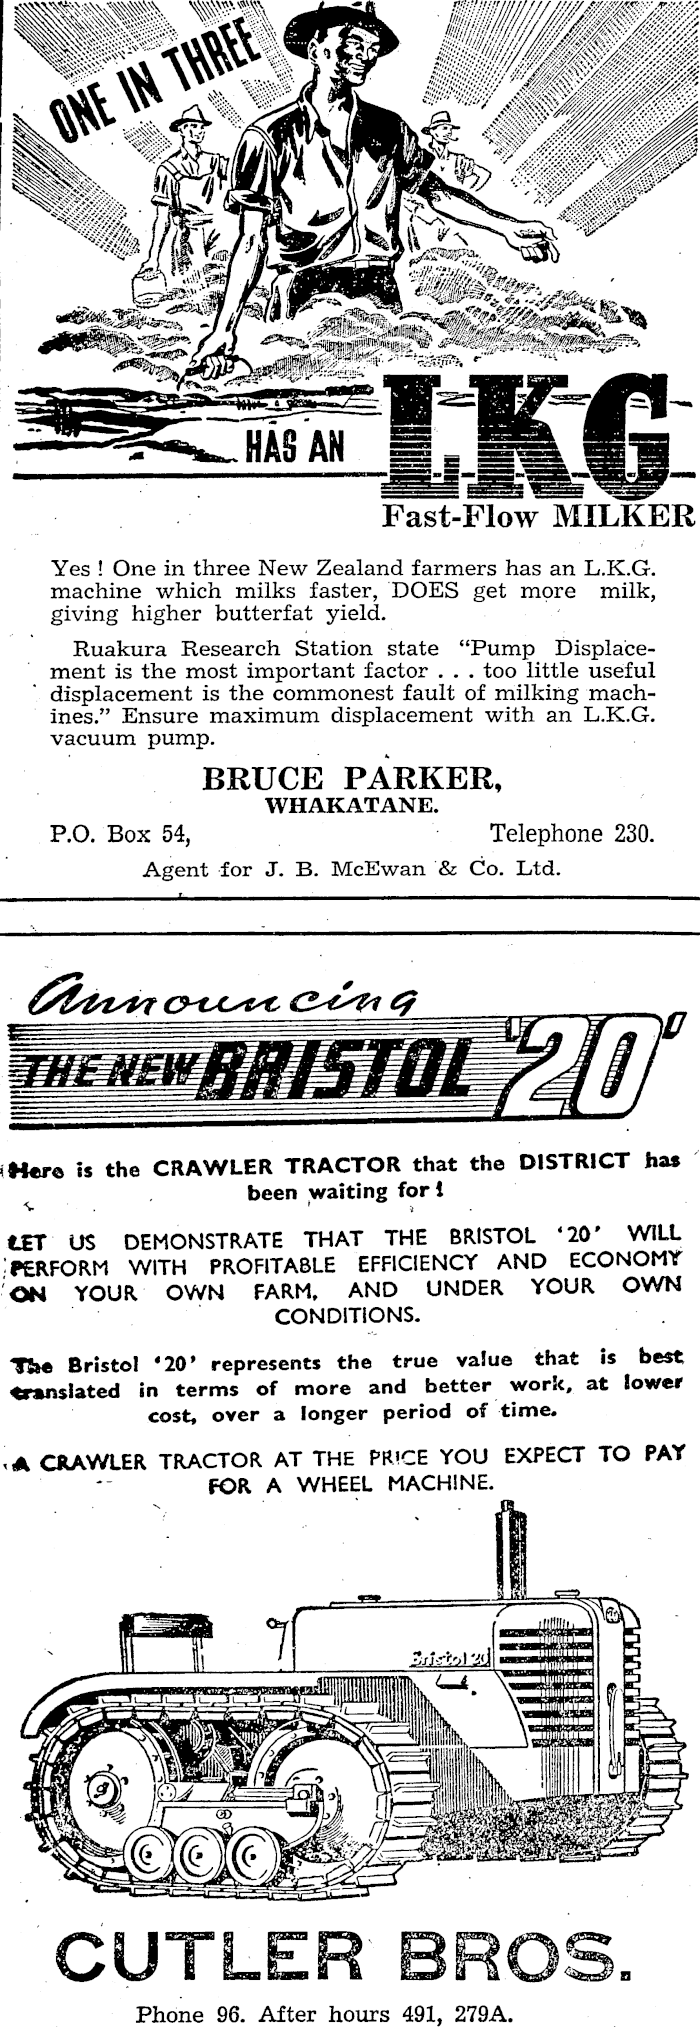 ONE IN THREE
HAS AN
LKG
Fast-Flow MILKER
Yes ! One in three New Zealand farmers has an L.K.G.
machine which milks faster, DOES get more milk,
giving higher butterfat yield.
Ruakura Research Station state “Pump Displace-
ment is the most important factor . . . too little useful
displacement is the commonest fault of milking mach-
ines.” Ensure maximum displacement with an L.K.G.
vacuum pump.
BRUCE PARKER,
WHAKATANE.
P.O. Box 54, Telephone 230.
Agent for J. B. McEwan & Co. Ltd.
Announcing
THE NEW BRISTOL '20'
Here is the CRAWLER TRACTOR that the DISTRICT has
been waiting for !
LET US DEMONSTRATE THAT THE BRISTOL ‘20’ WILL
PERFORM WITH PROFITABLE EFFICIENCY AND ECONOMY
ON YOUR OWN FARM, AND UNDER YOUR OWN
CONDITIONS.
The Bristol ‘20’ represents the true value that is best
translated in terms of more and better work, at lower
cost, over a longer period of time.
A CRAWLER TRACTOR AT THE PRICE YOU EXPECT TO PAY
FOR A WHEEL MACHINE.
Bristol 20
CUTLER BROS.
Phone 96. After hours 491, 279A.